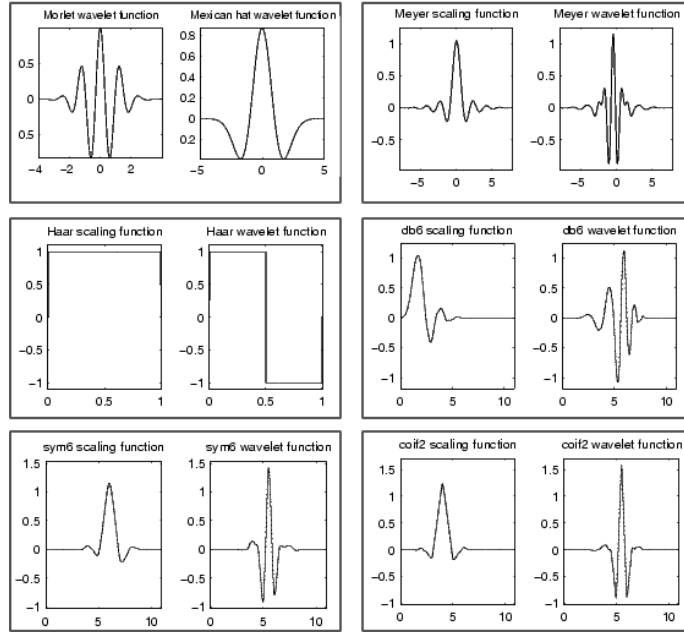 Morlet wavelet function
Mexican hat wavelet function
0.5
0
0.5
-4 -2 0 2
0.8
0.6
0.4
0.2
0
0.2
-5 0 5
Meyer scaling function
Meyer wavelet function
1
0.5
0
-0.5
-5 0 5
1
0.5
0
-0.5
-5 0 5
Haar scaling function
Haar wavelet function
1
0.5
0
-0.5
-1
0 0.5 1
1
0.5
0
-0.5
-1
0 0.5 1
db6 scaling function
db6 wavelet function
1
0.5
0
-0.5
-1
0 5 10
1
0.5
0
-0.5
-1
0 5 10
sym6 scaling function
sym6 wavelet function
1.5
1
0.5
0
-0.5
-1
0 5 10
1.5
1
0.5
0
-0.5
-1
0 5 10
coif2 scaling function
coif2 wavelet function
1.5
1
0.5
0
-0.5
-1
0 5 10
1.5
1
0.5
0
-0.5
-1
0 5 10